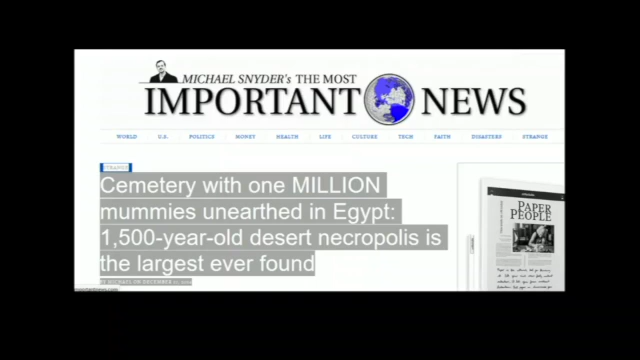 MICHAEL SNYDER's THE MOST
IMPORTANT NEWS
WORLD U.S. POLITICS MONEY HEALTH LIFE CULTURE TECH FAITH DISASTERS STRANGE
STRANGE
Cemetery with one MILLION
mummies unearthed in Egypt:
1,500-year-old desert necropolis is
the largest ever found
PAPER
PEOPLE